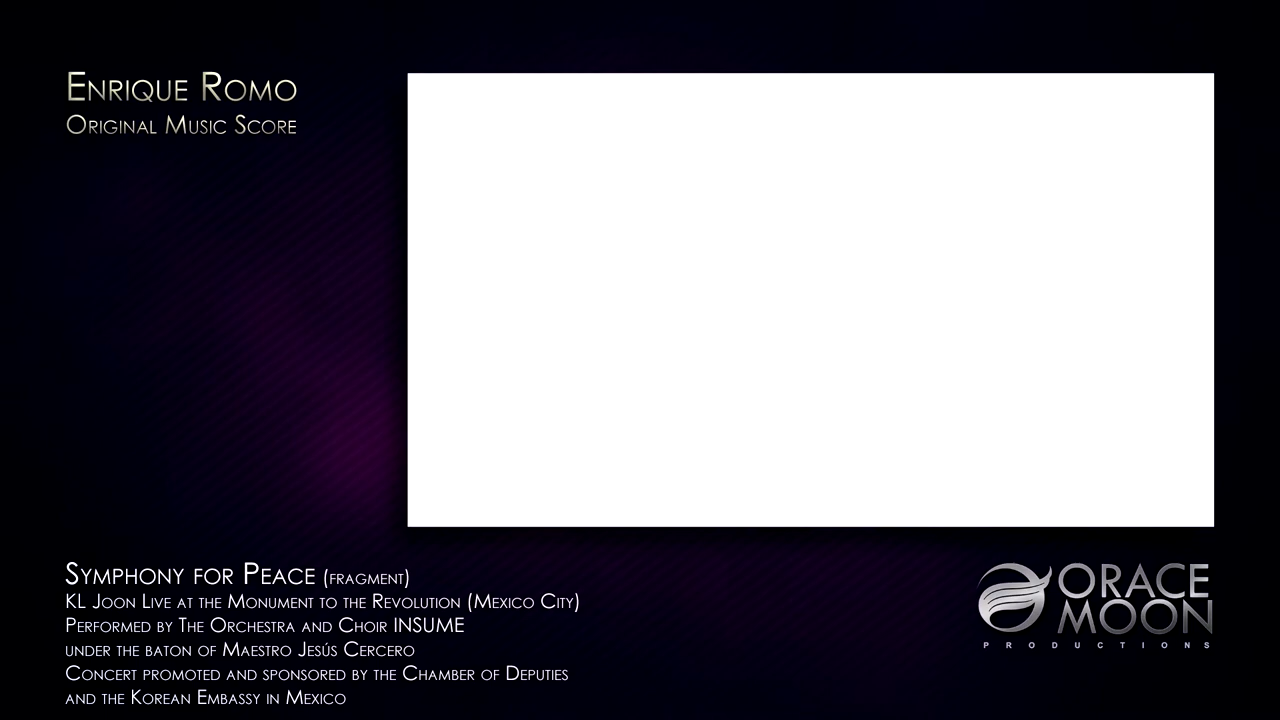 Enrique Romo
Original Music Score
Symphony for Peace (fragment)
KL Joon Live at the Monument to the Revolution (Mexico City)
Performed by The Orchestra and Choir INSUME
under the baton of Maestro Jesús Cercero
Concert promoted and sponsored by the Chamber of Deputies
and the Korean Embassy in Mexico
ORACE
MOON
PRODUCTIONS